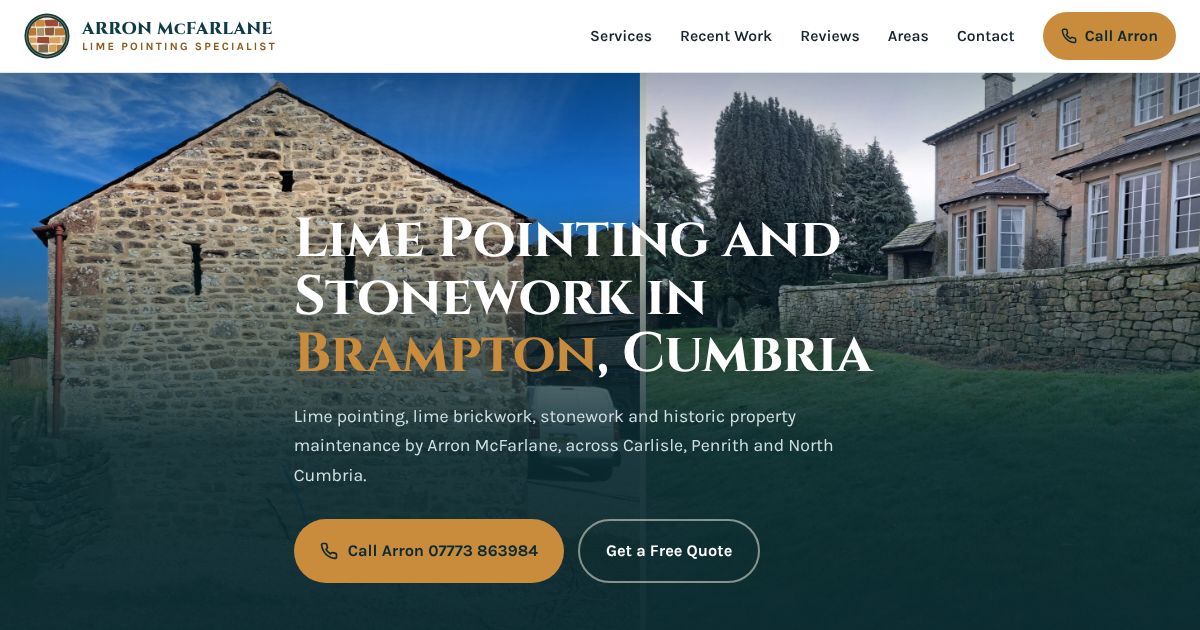 ARRON McFARLANE
LIME POINTING SPECIALIST
Services
Recent Work
Reviews
Areas
Contact
Call Arron
Lime Pointing and
Stonework in
Brampton, Cumbria
Lime pointing, lime brickwork, stonework and historic property
maintenance by Arron McFarlane, across Carlisle, Penrith and North
Cumbria.
Call Arron 07773 863984
Get a Free Quote